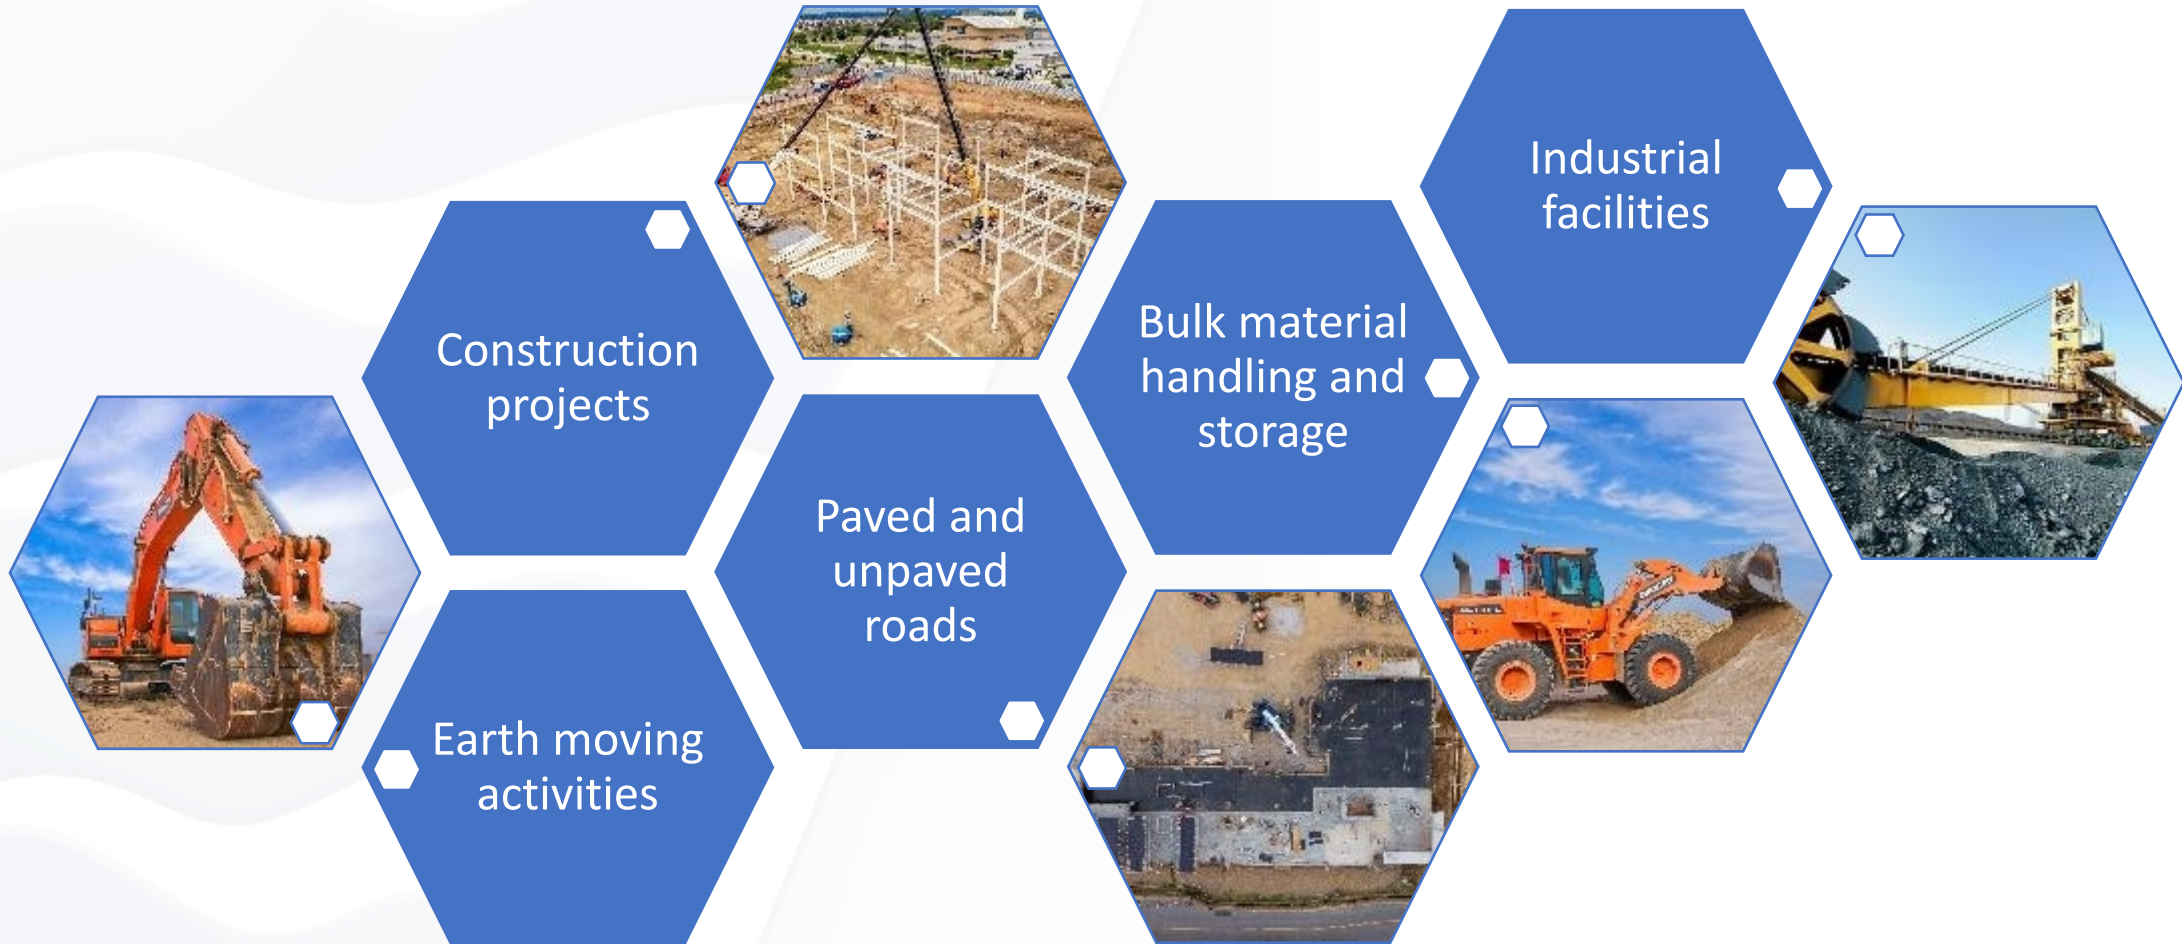 Construction
projects
Earth moving
activities
Paved and
unpaved
roads
Bulk material
handling and
storage
Industrial
facilities